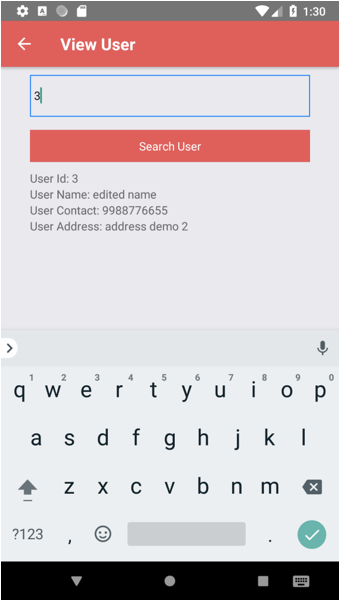 1:30
View User
3
Search User
User Id: 3
User Name: edited name
User Contact: 9988776655
User Address: address demo 2
1 2 3 4 5 6 7 8 9 0
q w e r t y u i o p
a s d f g h j k l
z x c v b n m
?123 , .